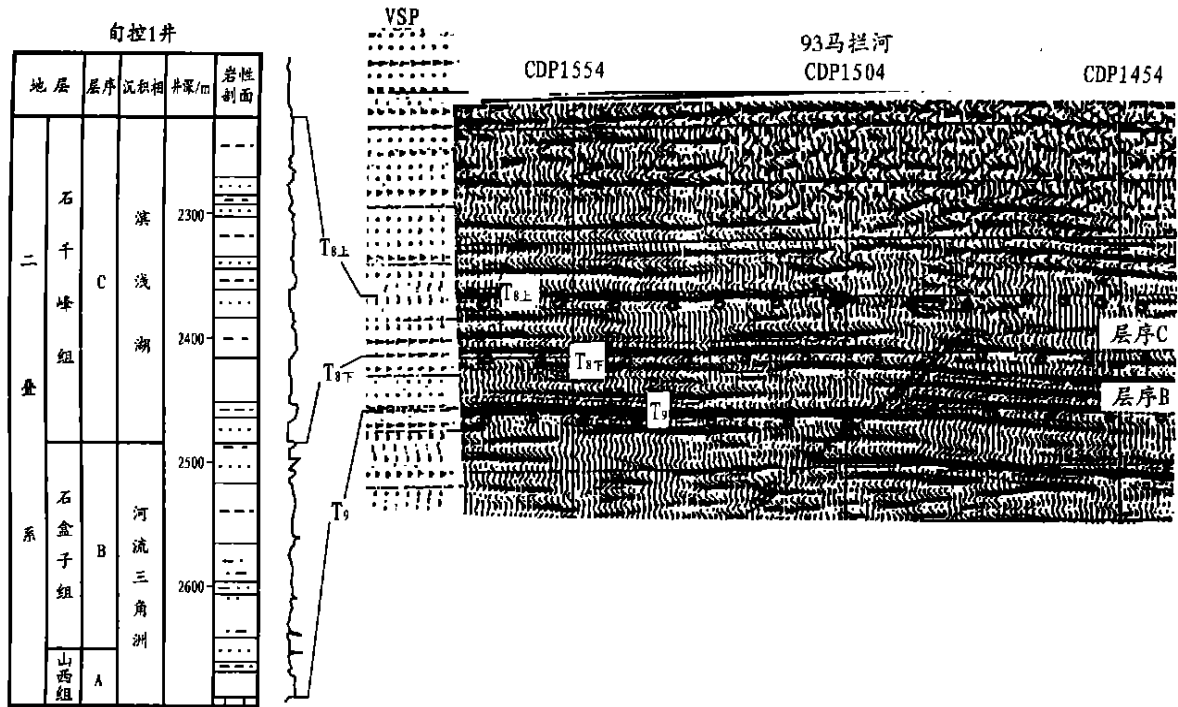 旬控1井
VSP
93马拦河
CDP1554
CDP1504
CDP1454
地层
层序
沉积相
井深/m
岩性剖面
二叠系
石千峰组
C
滨浅湖
2300
2400
石盒子组
B
河流三角洲
2500
2600
山西组
A
T8上
T8下
T9
T8上
T8下
T9
层序C
层序B